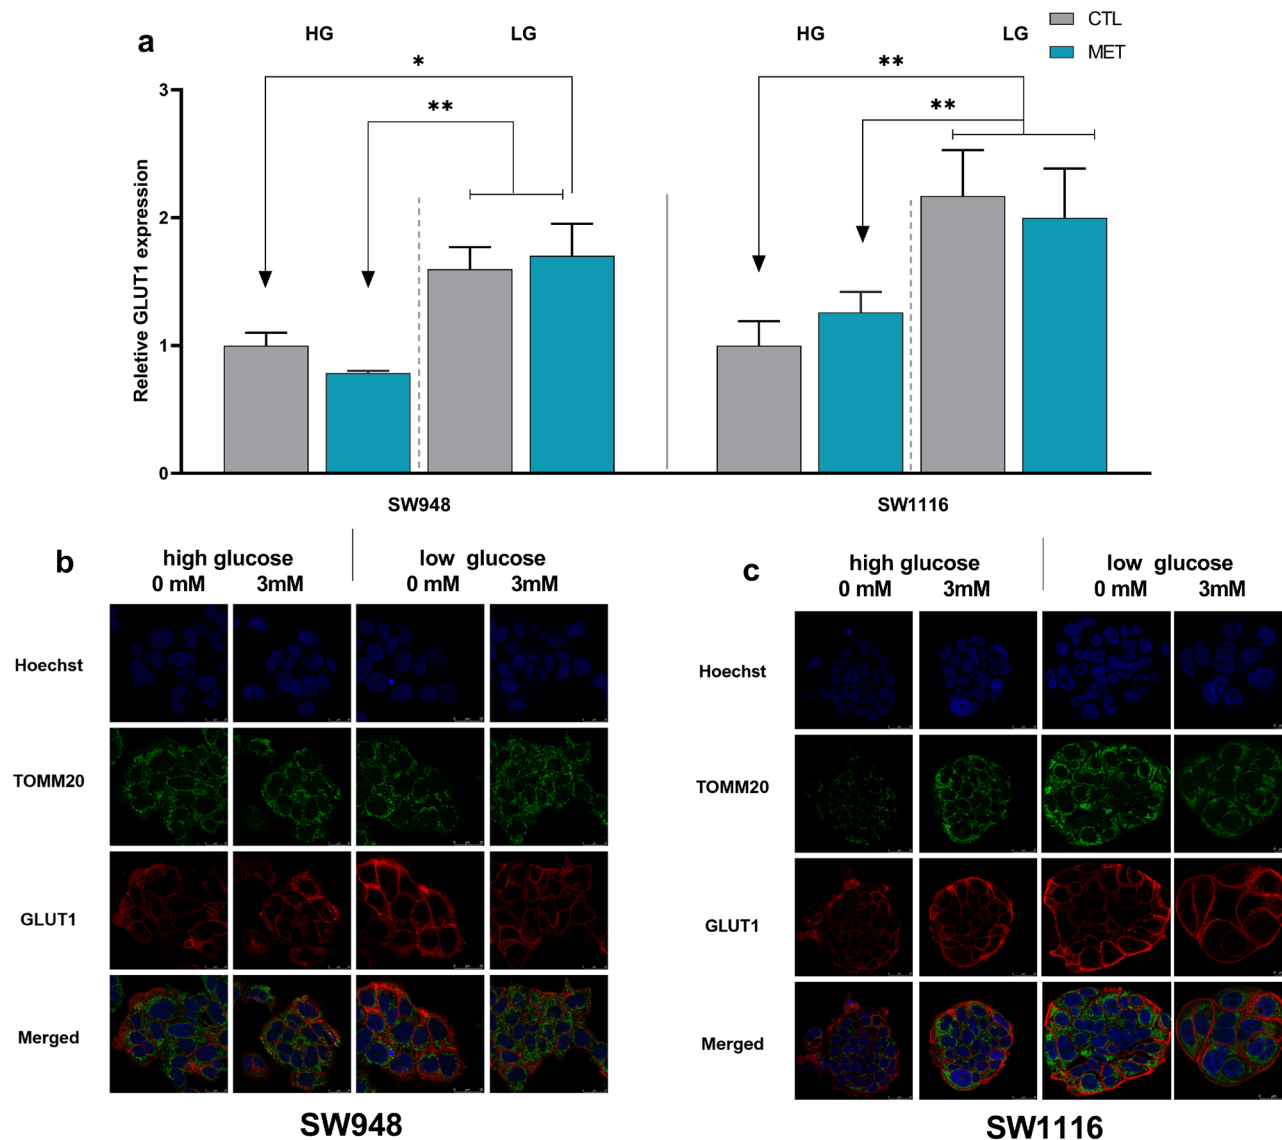 a
HG
LG
HG
LG
CTL
MET
*
**
**
**
3
2
1
0
Reletive GLUT1 expression
SW948
SW1116
b
high glucose
low glucose
0 mM
3mM
0 mM
3mM
Hoechst
TOMM20
GLUT1
Merged
SW948
c
high glucose
low glucose
0 mM
3mM
0 mM
3mM
Hoechst
TOMM20
GLUT1
Merged
SW1116